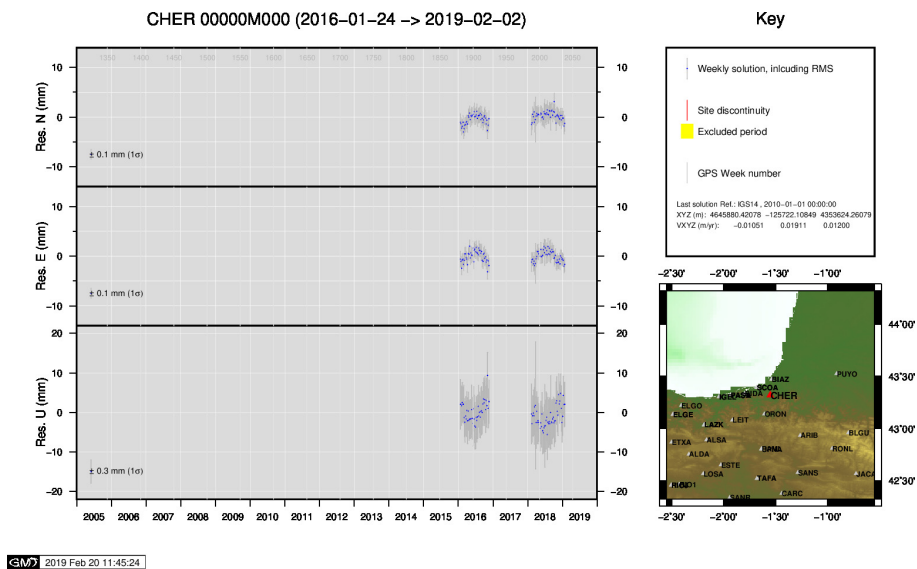 CHER 00000M000 (2016−01−24 −> 2019−02−02)
Key
1350 1400 1450 1500 1550 1600 1650 1700 1750 1800 1850 1900 1950 2000 2050
Res. N (mm)
10
0
−10
10
0
−10
± 0.1 mm (1σ)
Res. E (mm)
10
0
−10
10
0
−10
± 0.1 mm (1σ)
Res. U (mm)
20
10
0
−10
−20
20
10
0
−10
−20
± 0.3 mm (1σ)
2005 2006 2007 2008 2009 2010 2011 2012 2013 2014 2015 2016 2017 2018 2019
Weekly solution, inlcuding RMS
Site discontinuity
Excluded period
GPS Week number
Last solution Ref.: IGS14 , 2010−01−01 00:00:00
XYZ (m): 4645880.42078 −125722.10849 4353624.26079
VXYZ (m/yr): −0.01051 0.01911 0.01200
−2˚30' −2˚00' −1˚30' −1˚00'
44˚00'
PUYO
43˚30'
BIAZ
SCOA
CHER
ELGO
ELGE
ORON
LEIT
LAZK
43˚00'
BLGU
ARIB
ETXA
ALSA
RONL
ALDA
ESTE
LOSA
SANS
JACA
TAFA
42˚30'
CARC
SANR
−2˚30' −2˚00' −1˚30' −1˚00'
GMT 2019 Feb 20 11:45:24